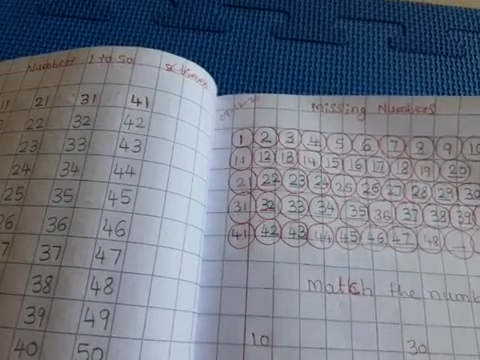 Numbers 1 to 50
11 21 31 41
22 32 42
23 33 43
24 34 44
25 35 45
26 36 46
37 47
38 48
39 49
40 50
Missing Numbers
1 2 3 4 5 6 7 8 9 10
11 12 13 14 15 16 17 18 19 20
21 22 23 24 25 26 27 28 29 30
31 32 33 34 35 36 37 38 39
41 42 43 44 45 46 47 48
Match the numb
10 30